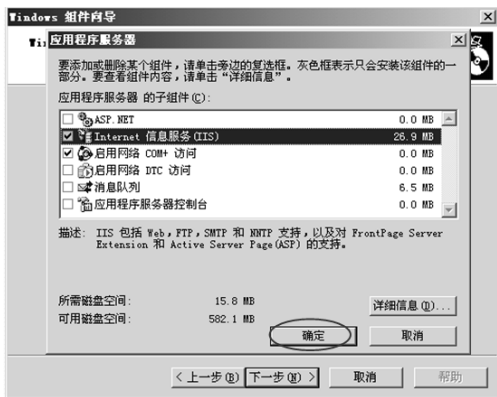 Windows 组件向导
Wi
应用程序服务器
要添加或删除某个组件，请单击旁边的复选框。灰色框表示只会安装该组件的一
部分。要查看组件内容，请单击“详细信息”。
应用程序服务器 的子组件(C):
ASP.NET 0.0 MB
Internet 信息服务(IIS) 26.9 MB
启用网络 COM+ 访问 0.0 MB
启用网络 DTC 访问 0.0 MB
消息队列 6.5 MB
应用程序服务器控制台 0.0 MB
描述: IIS 包括 Web，FTP，SMTP 和 NNTP 支持，以及对 FrontPage Server
Extension 和 Active Server Page(ASP) 的支持。
所需磁盘空间: 15.8 MB 详细信息(D)...
可用磁盘空间: 582.1 MB
确定 取消
< 上一步(B) 下一步(N) > 取消 帮助